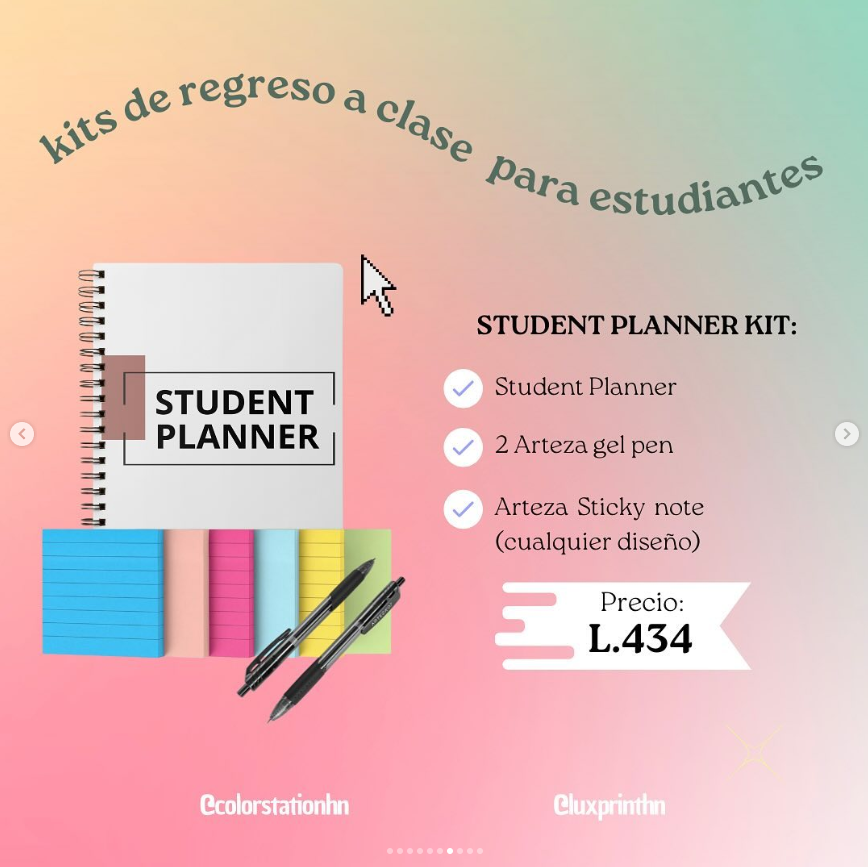 kits de regreso a clase para estudiantes
STUDENT
PLANNER
STUDENT PLANNER KIT:
Student Planner
2 Arteza gel pen
Arteza Sticky note
(cualquier diseño)
Precio:
L.434
@colorstationhn
@luxprinthn